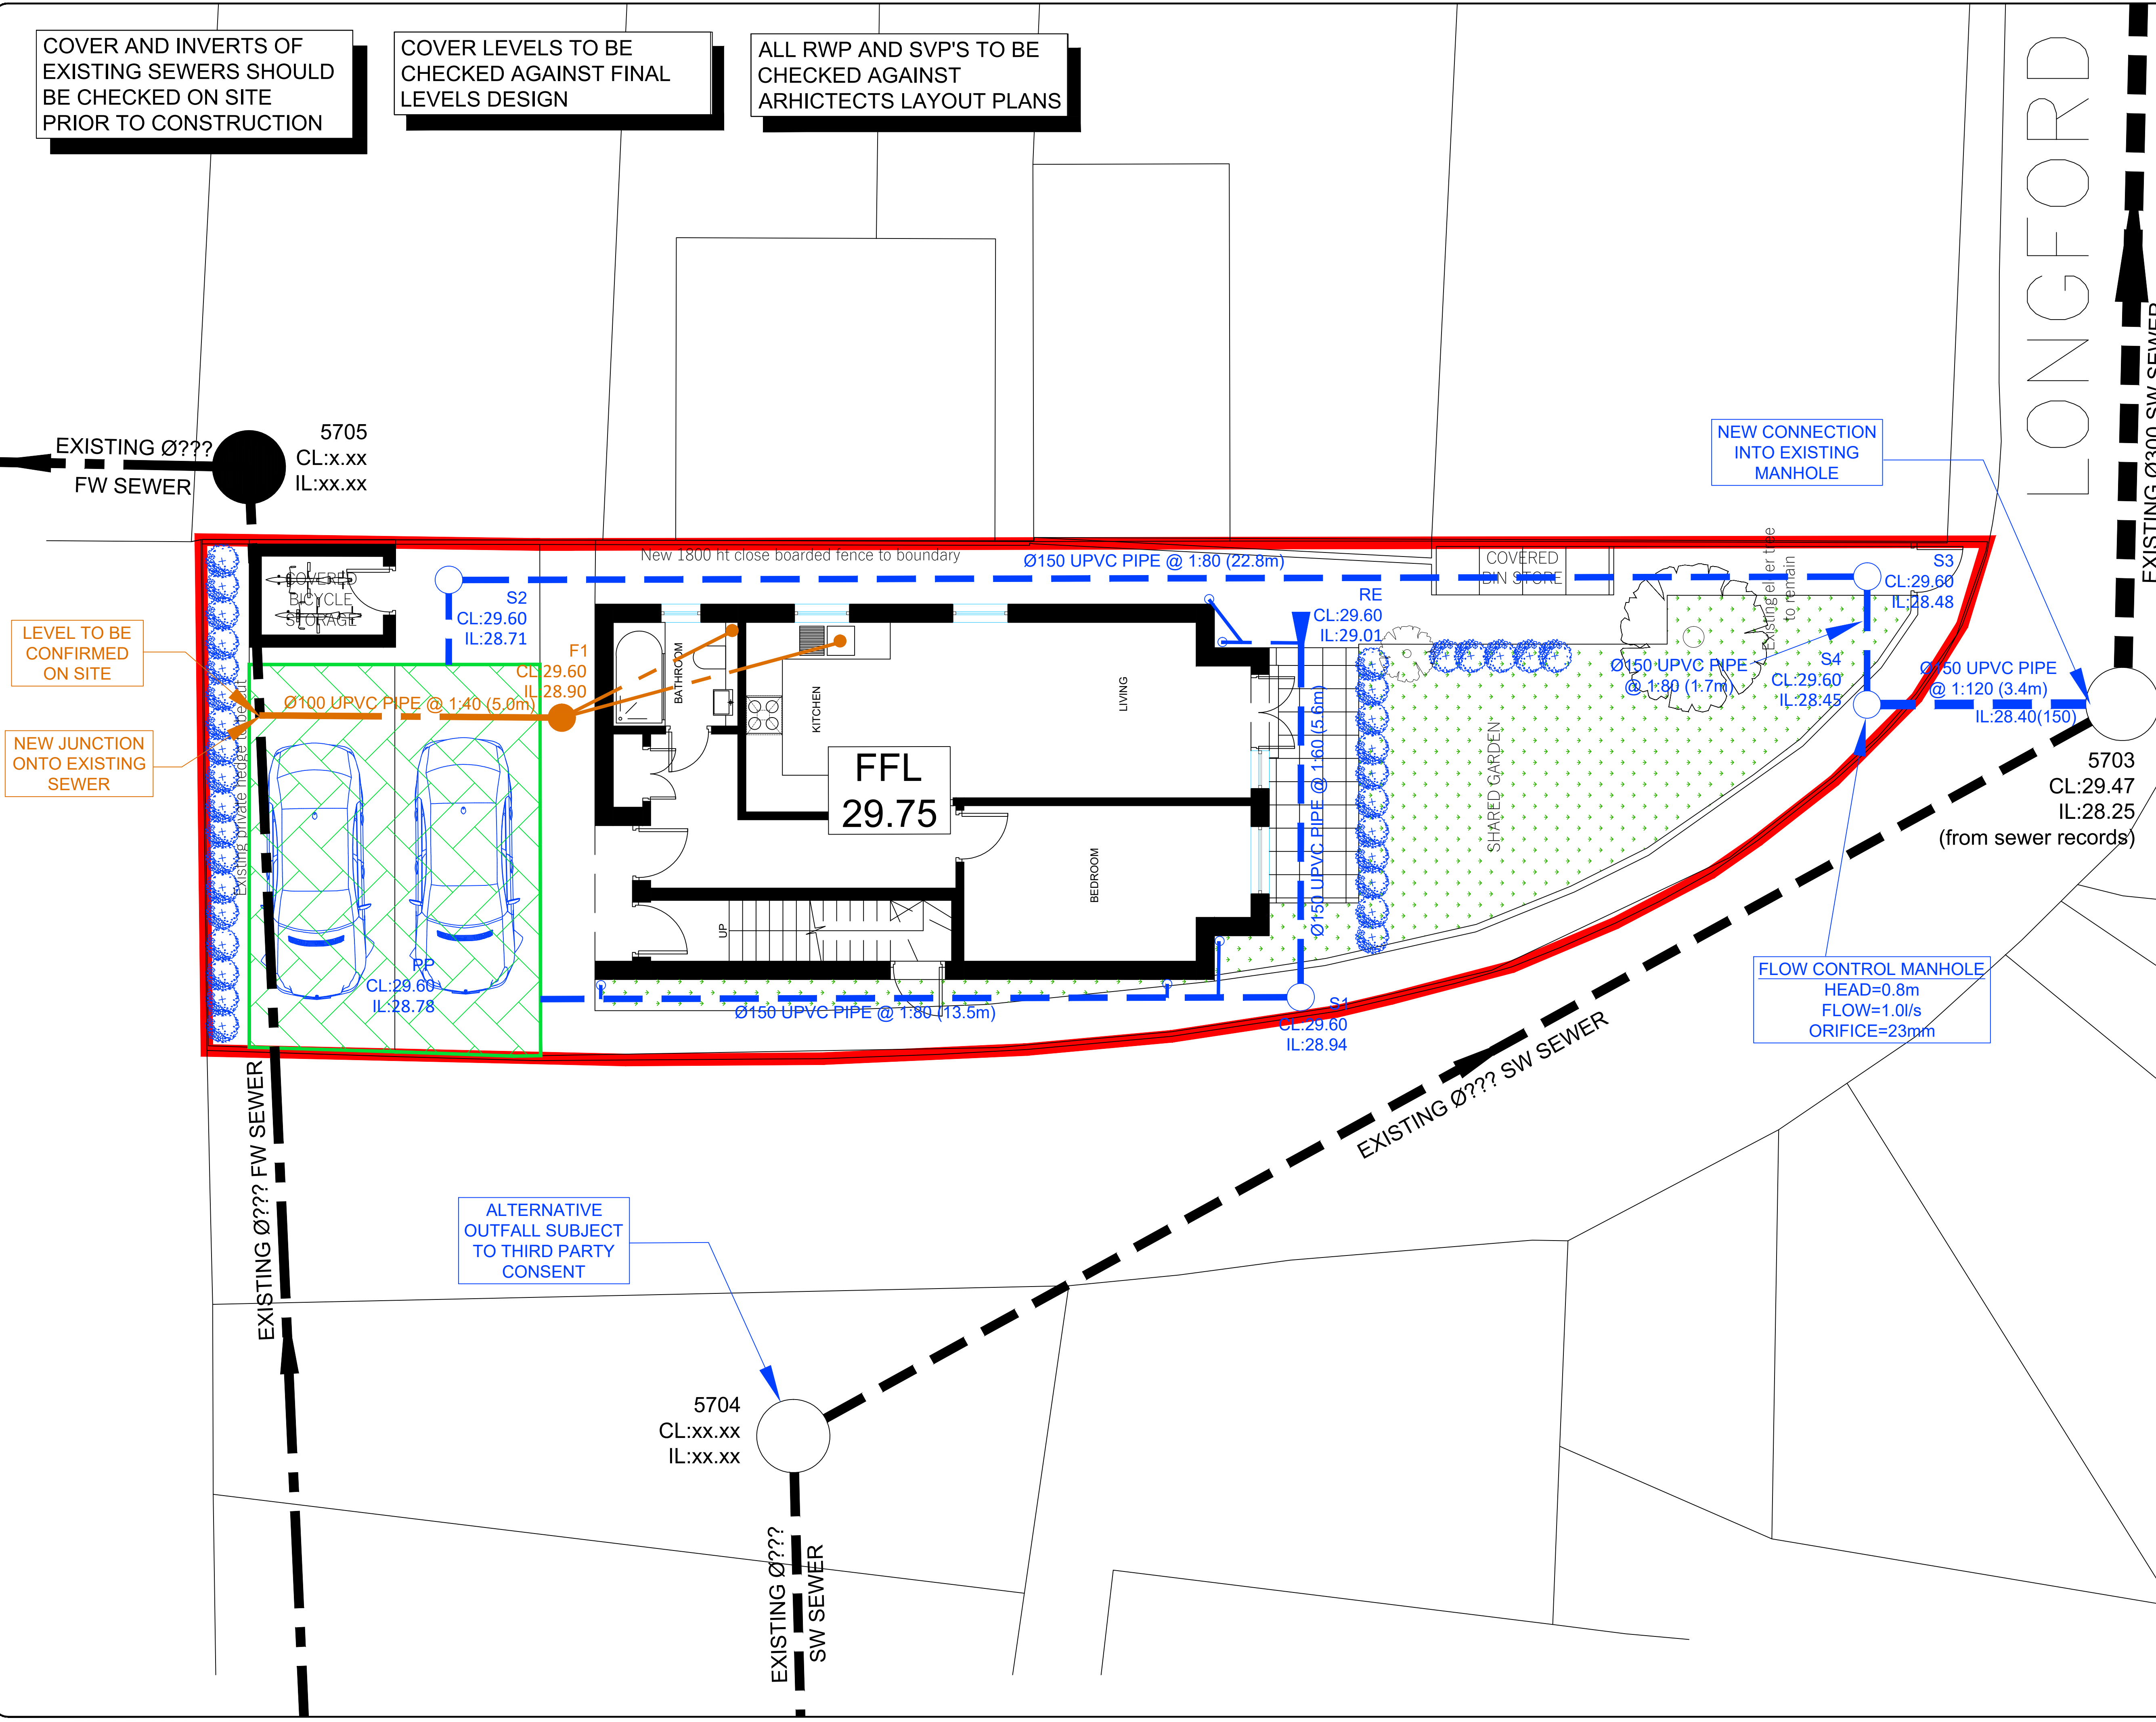 COVER AND INVERTS OF
EXISTING SEWERS SHOULD
BE CHECKED ON SITE
PRIOR TO CONSTRUCTION
COVER LEVELS TO BE
CHECKED AGAINST FINAL
LEVELS DESIGN
ALL RWP AND SVP'S TO BE
CHECKED AGAINST
ARHICTECTS LAYOUT PLANS
LONGFORD
EXISTING Ø300 SW SEWER
EXISTING Ø???
FW SEWER
5705
CL:x.xx
IL:xx.xx
NEW CONNECTION
INTO EXISTING
MANHOLE
New 1800 ht close boarded fence to boundary
Ø150 UPVC PIPE @ 1:80 (22.8m)
COVERED
BIN STORE
Existing elder tree
to remain
S3
CL:29.60
IL:28.48
COVERED
BICYCLE
STORAGE
S2
CL:29.60
IL:28.71
RE
CL:29.60
IL:29.01
LEVEL TO BE
CONFIRMED
ON SITE
F1
CL:29.60
IL:28.90
Ø100 UPVC PIPE @ 1:40 (5.0m)
NEW JUNCTION
ONTO EXISTING
SEWER
Existing private hedge to be cut
BATHROOM
KITCHEN
LIVING
FFL
29.75
BEDROOM
UP
Ø150 UPVC PIPE @ 1:60 (5.6m)
SHARED GARDEN
Ø150 UPVC PIPE
@ 1:80 (1.7m)
S4
CL:29.60
IL:28.45
Ø150 UPVC PIPE
@ 1:120 (3.4m)
IL:28.40(150)
5703
CL:29.47
IL:28.25
(from sewer records)
PP
CL:29.60
IL:28.78
Ø150 UPVC PIPE @ 1:80 (13.5m)
S1
CL:29.60
IL:28.94
FLOW CONTROL MANHOLE
HEAD=0.8m
FLOW=1.0l/s
ORIFICE=23mm
EXISTING Ø??? FW SEWER
EXISTING Ø??? SW SEWER
ALTERNATIVE
OUTFALL SUBJECT
TO THIRD PARTY
CONSENT
5704
CL:xx.xx
IL:xx.xx
EXISTING Ø???
SW SEWER